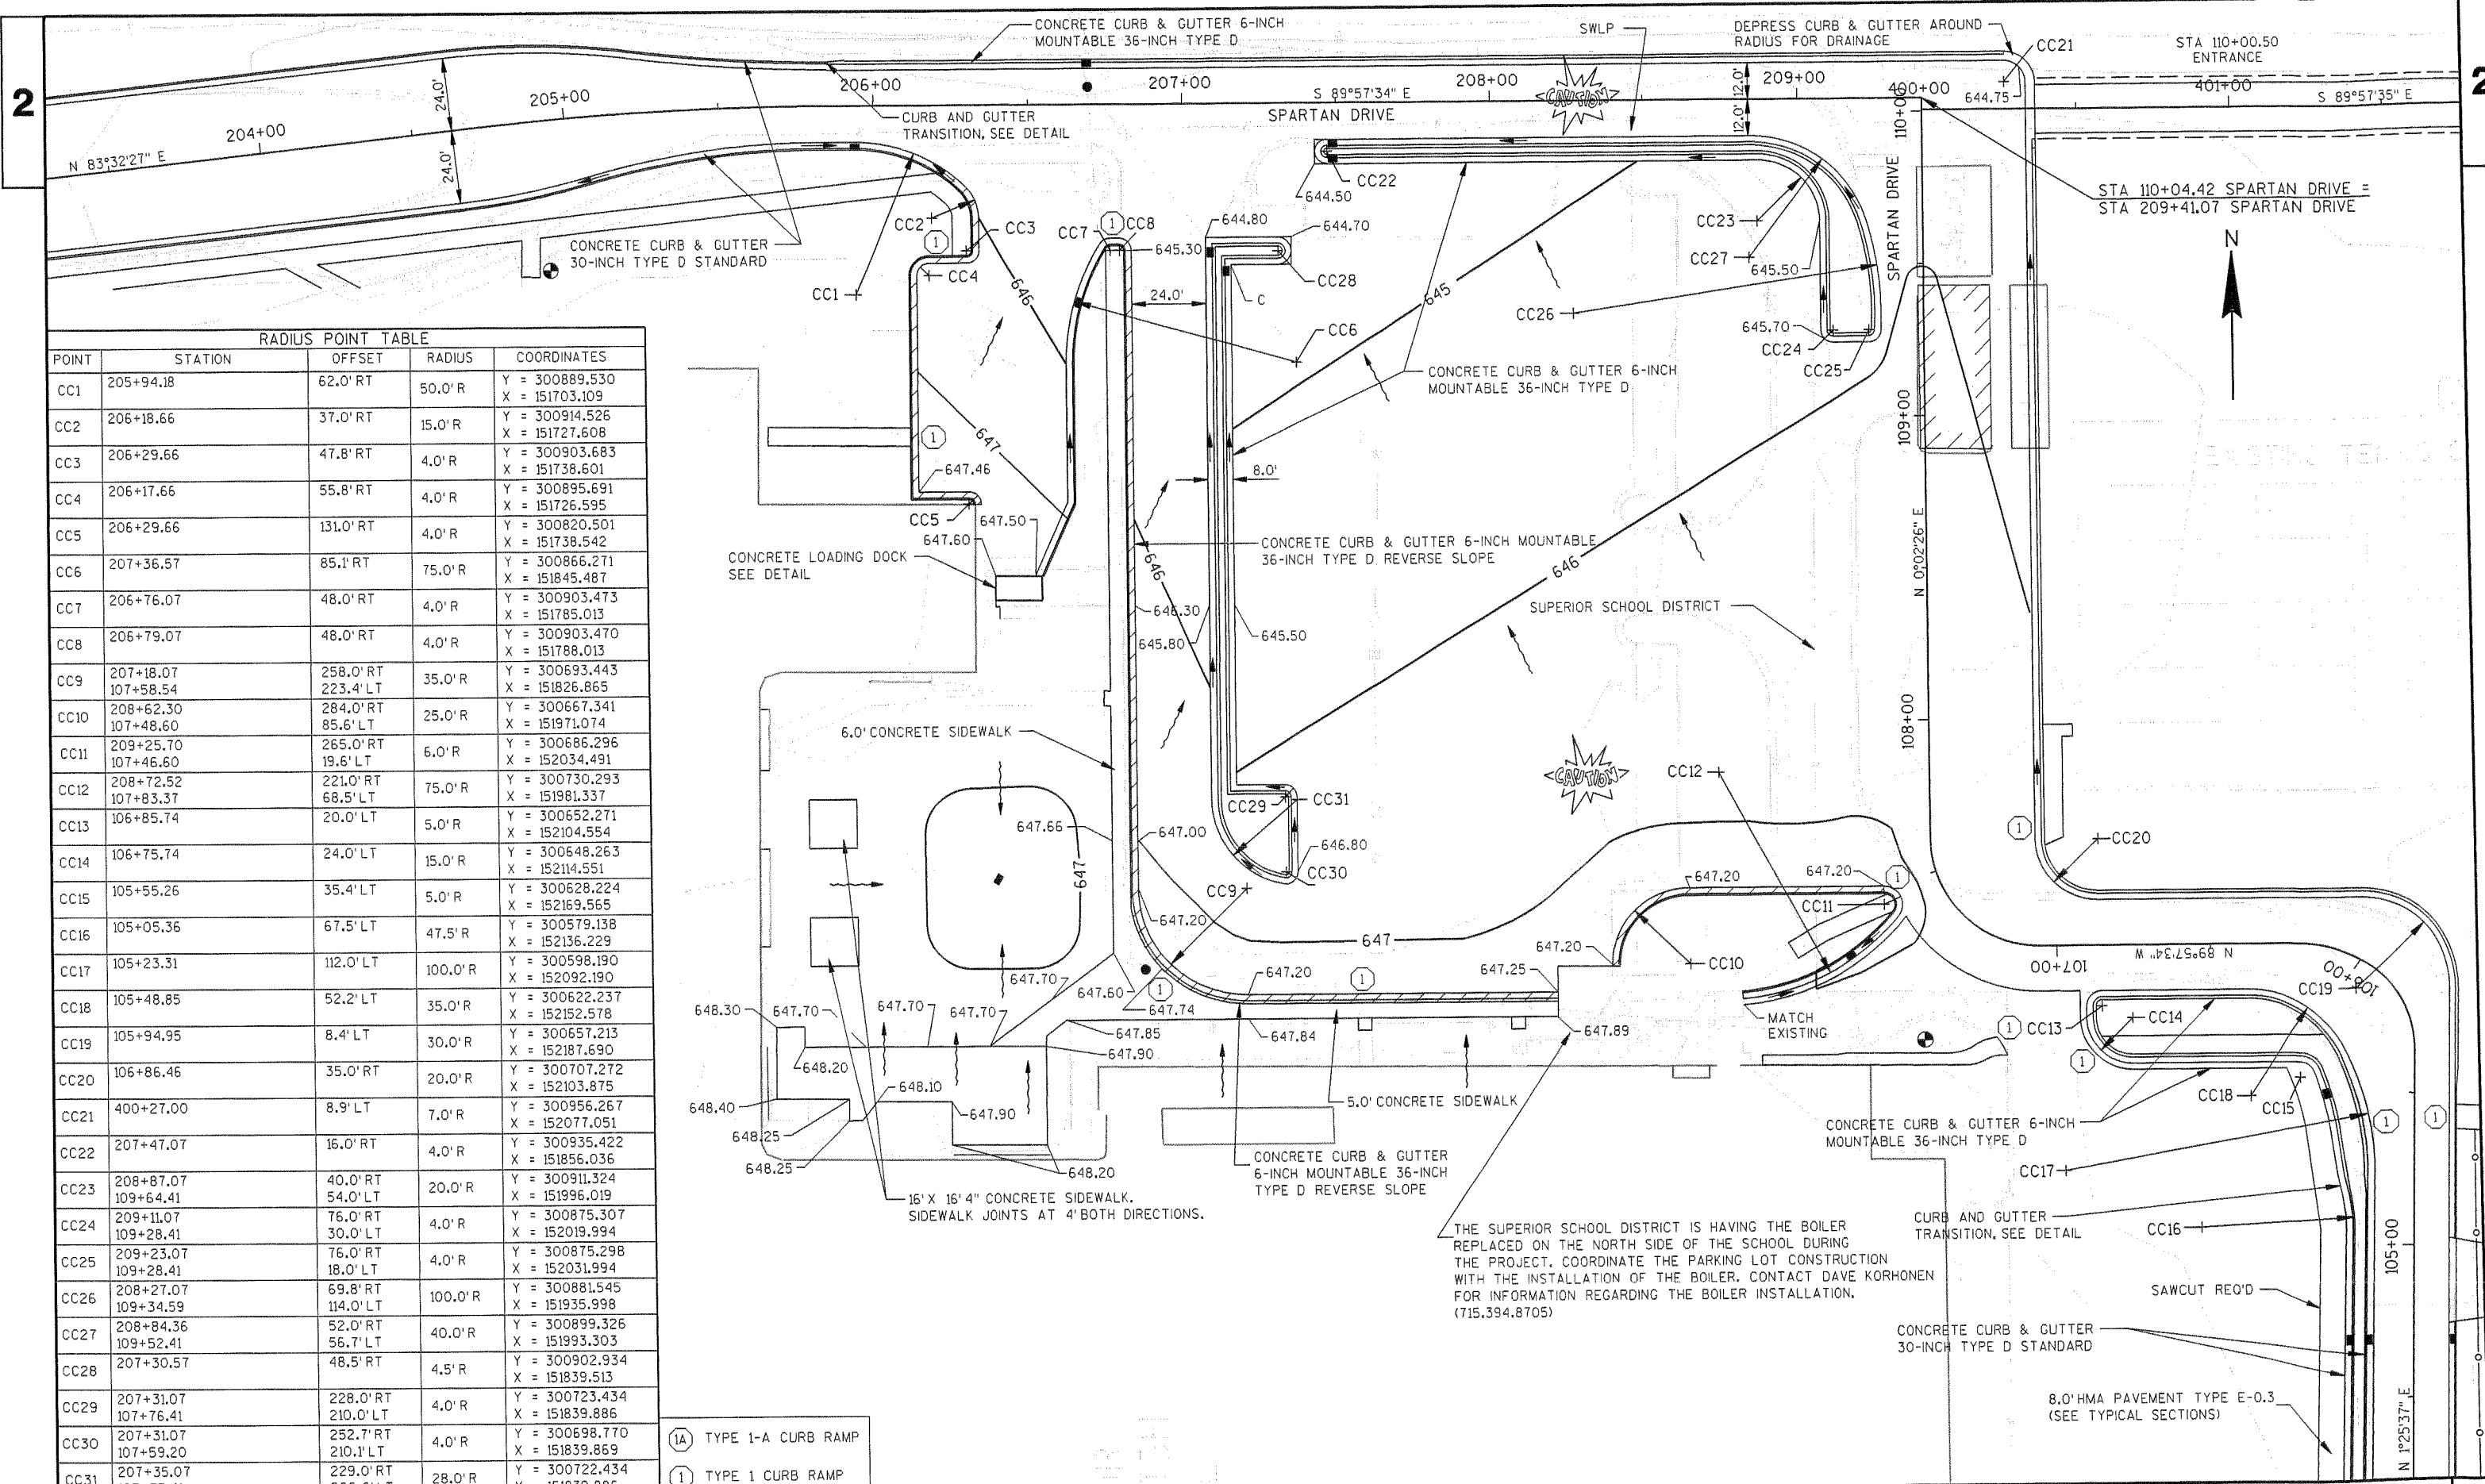 2
CONCRETE CURB & GUTTER 6-INCH
MOUNTABLE 36-INCH TYPE D
SWLP
DEPRESS CURB & GUTTER AROUND
RADIUS FOR DRAINAGE
CC21
STA 110+00.50
ENTRANCE
2
24.0'
24.0'
204+00
205+00
206+00
207+00
208+00
209+00
400+00
401+00
644.75
12.0' 12.0'
S 89°57'34" E
CAUTION
S 89°57'35" E
SPARTAN DRIVE
N 83°32'27" E
CURB AND GUTTER
TRANSITION, SEE DETAIL
110+00
CC22
644.50
SPARTAN DRIVE
STA 110+04.42 SPARTAN DRIVE =
STA 209+41.07 SPARTAN DRIVE
N
CC2
1
CC3
CC7
1
CC8
644.80
644.70
CC23
CONCRETE CURB & GUTTER
30-INCH TYPE D STANDARD
645.30
CC27
645.50
CC4
CC1
646
24.0'
C
CC28
645
CC26
CC6
645.70
CC24
CC25
CONCRETE CURB & GUTTER 6-INCH
MOUNTABLE 36-INCH TYPE D
109+00
1
647
647.46
8.0'
CC5
647.50
647.60
CONCRETE LOADING DOCK
SEE DETAIL
CONCRETE CURB & GUTTER 6-INCH MOUNTABLE
36-INCH TYPE D REVERSE SLOPE
646
646
N 0°02'26" E
646.30
645.80
645.50
SUPERIOR SCHOOL DISTRICT
108+00
6.0' CONCRETE SIDEWALK
CAUTION
CC12
CC29
CC31
647.66
647.00
646.80
CC30
1
CC20
647
CC9
647.20
647.20
647.20
1
CC11
647
647.20
647.25
CC10
647.20
1
1
647.70
647.60
647.74
648.30
647.70
647.70
647.70
647.85
647.84
647.89
647.90
648.20
MATCH
EXISTING
107+00
N 89°57'34" W
106+00
CC19
1
CC13
CC14
1
648.10
648.40
647.90
648.25
648.25
648.20
5.0' CONCRETE SIDEWALK
CC18
CC15
CONCRETE CURB & GUTTER 6-INCH
MOUNTABLE 36-INCH TYPE D
1
1
CONCRETE CURB & GUTTER
6-INCH MOUNTABLE 36-INCH
TYPE D REVERSE SLOPE
CC17
16' X 16'4" CONCRETE SIDEWALK.
SIDEWALK JOINTS AT 4' BOTH DIRECTIONS.
CURB AND GUTTER
TRANSITION, SEE DETAIL
CC16
THE SUPERIOR SCHOOL DISTRICT IS HAVING THE BOILER
REPLACED ON THE NORTH SIDE OF THE SCHOOL DURING
THE PROJECT. COORDINATE THE PARKING LOT CONSTRUCTION
WITH THE INSTALLATION OF THE BOILER. CONTACT DAVE KORHONEN
FOR INFORMATION REGARDING THE BOILER INSTALLATION.
(715.394.8705)
105+00
SAWCUT REQ'D
CONCRETE CURB & GUTTER
30-INCH TYPE D STANDARD
8.0' HMA PAVEMENT TYPE E-0.3
(SEE TYPICAL SECTIONS)
N 1°25'37" E
RADIUS POINT TABLE
POINT STATION OFFSET RADIUS COORDINATES
CC1 205+94.18 62.0' RT 50.0' R Y = 300889.530
X = 151703.109
CC2 206+18.66 37.0' RT 15.0' R Y = 300914.526
X = 151727.608
CC3 206+29.66 47.8' RT 4.0' R Y = 300903.683
X = 151738.601
CC4 206+17.66 55.8' RT 4.0' R Y = 300895.691
X = 151726.595
CC5 206+29.66 131.0' RT 4.0' R Y = 300820.501
X = 151738.542
CC6 207+36.57 85.1' RT 75.0' R Y = 300866.271
X = 151845.487
CC7 206+76.07 48.0' RT 4.0' R Y = 300903.473
X = 151785.013
CC8 206+79.07 48.0' RT 4.0' R Y = 300903.470
X = 151788.013
CC9 207+18.07 258.0' RT 35.0' R Y = 300693.443
107+58.54 223.4' LT X = 151826.865
CC10 208+62.30 284.0' RT 25.0' R Y = 300667.341
107+48.60 85.6' LT X = 151971.074
CC11 209+25.70 265.0' RT 6.0' R Y = 300686.296
107+46.60 19.6' LT X = 152034.491
CC12 208+72.52 221.0' RT 75.0' R Y = 300730.293
107+83.37 68.5' LT X = 151981.337
CC13 106+85.74 20.0' LT 5.0' R Y = 300652.271
X = 152104.554
CC14 106+75.74 24.0' LT 15.0' R Y = 300648.263
X = 152114.551
CC15 105+55.26 35.4' LT 5.0' R Y = 300628.224
X = 152169.565
CC16 105+05.36 67.5' LT 47.5' R Y = 300579.138
X = 152136.229
CC17 105+23.31 112.0' LT 100.0' R Y = 300598.190
X = 152092.190
CC18 105+48.85 52.2' LT 35.0' R Y = 300622.237
X = 152152.578
CC19 105+94.95 8.4' LT 30.0' R Y = 300657.213
X = 152187.690
CC20 106+86.46 35.0' RT 20.0' R Y = 300707.272
X = 152103.875
CC21 400+27.00 8.9' LT 7.0' R Y = 300956.267
X = 152077.051
CC22 207+47.07 16.0' RT 4.0' R Y = 300935.422
X = 151856.036
CC23 208+87.07 40.0' RT 20.0' R Y = 300911.324
109+64.41 54.0' LT X = 151996.019
CC24 209+11.07 76.0' RT 4.0' R Y = 300875.307
109+28.41 30.0' LT X = 152019.994
CC25 209+23.07 76.0' RT 4.0' R Y = 300875.298
109+28.41 18.0' LT X = 152031.994
CC26 208+27.07 69.8' RT 100.0' R Y = 300881.545
109+34.59 114.0' LT X = 151935.998
CC27 208+84.36 52.0' RT 40.0' R Y = 300899.326
109+52.41 56.7' LT X = 151993.303
CC28 207+30.57 48.5' RT 4.5' R Y = 300902.934
X = 151839.513
CC29 207+31.07 228.0' RT 4.0' R Y = 300723.434
107+76.41 210.0' LT X = 151839.886
CC30 207+31.07 252.7' RT 4.0' R Y = 300698.770
107+59.20 210.1' LT X = 151839.869
CC31 207+35.07 229.0' RT 28.0' R Y = 300722.434
1A TYPE 1-A CURB RAMP
1 TYPE 1 CURB RAMP